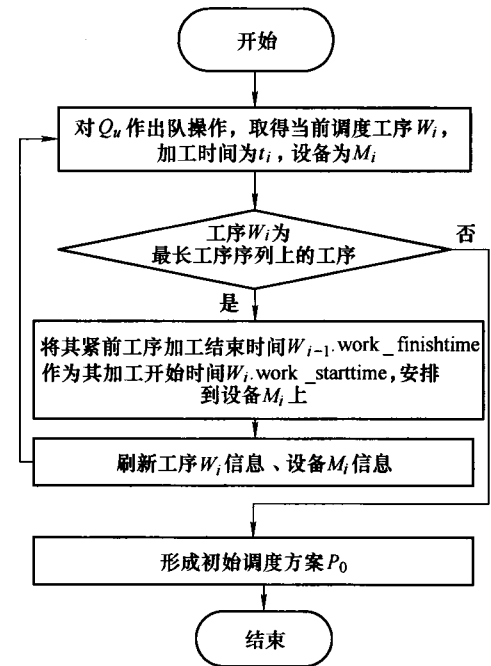 开始
对Qu作出队操作，取得当前调度工序Wi，
加工时间为ti，设备为Mi
工序Wi为
最长工序序列上的工序
否
是
将其紧前工序加工结束时间Wi-1.work_finishtime
作为其加工开始时间Wi.work_starttime，安排
到设备Mi上
刷新工序Wi信息、设备Mi信息
形成初始调度方案P0
结束